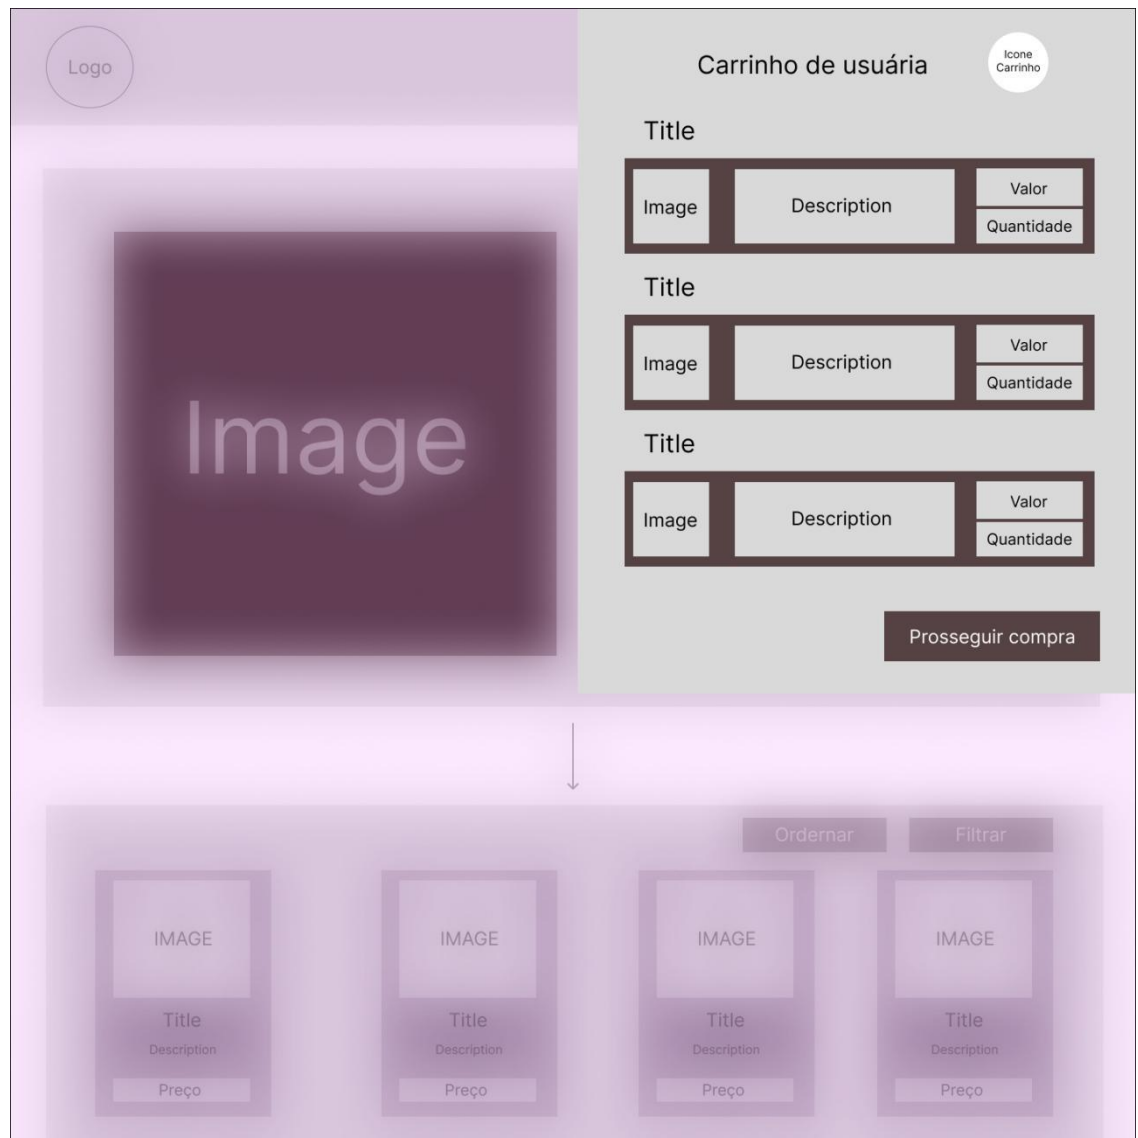 Logo
Carrinho de usuária
Icone
Carrinho
Title
Image
Description
Valor
Quantidade
Title
Image
Description
Valor
Quantidade
Title
Image
Description
Valor
Quantidade
Prosseguir compra
Image
Ordernar
Filtrar
IMAGE
Title
Description
Preço
IMAGE
Title
Description
Preço
IMAGE
Title
Description
Preço
IMAGE
Title
Description
Preço